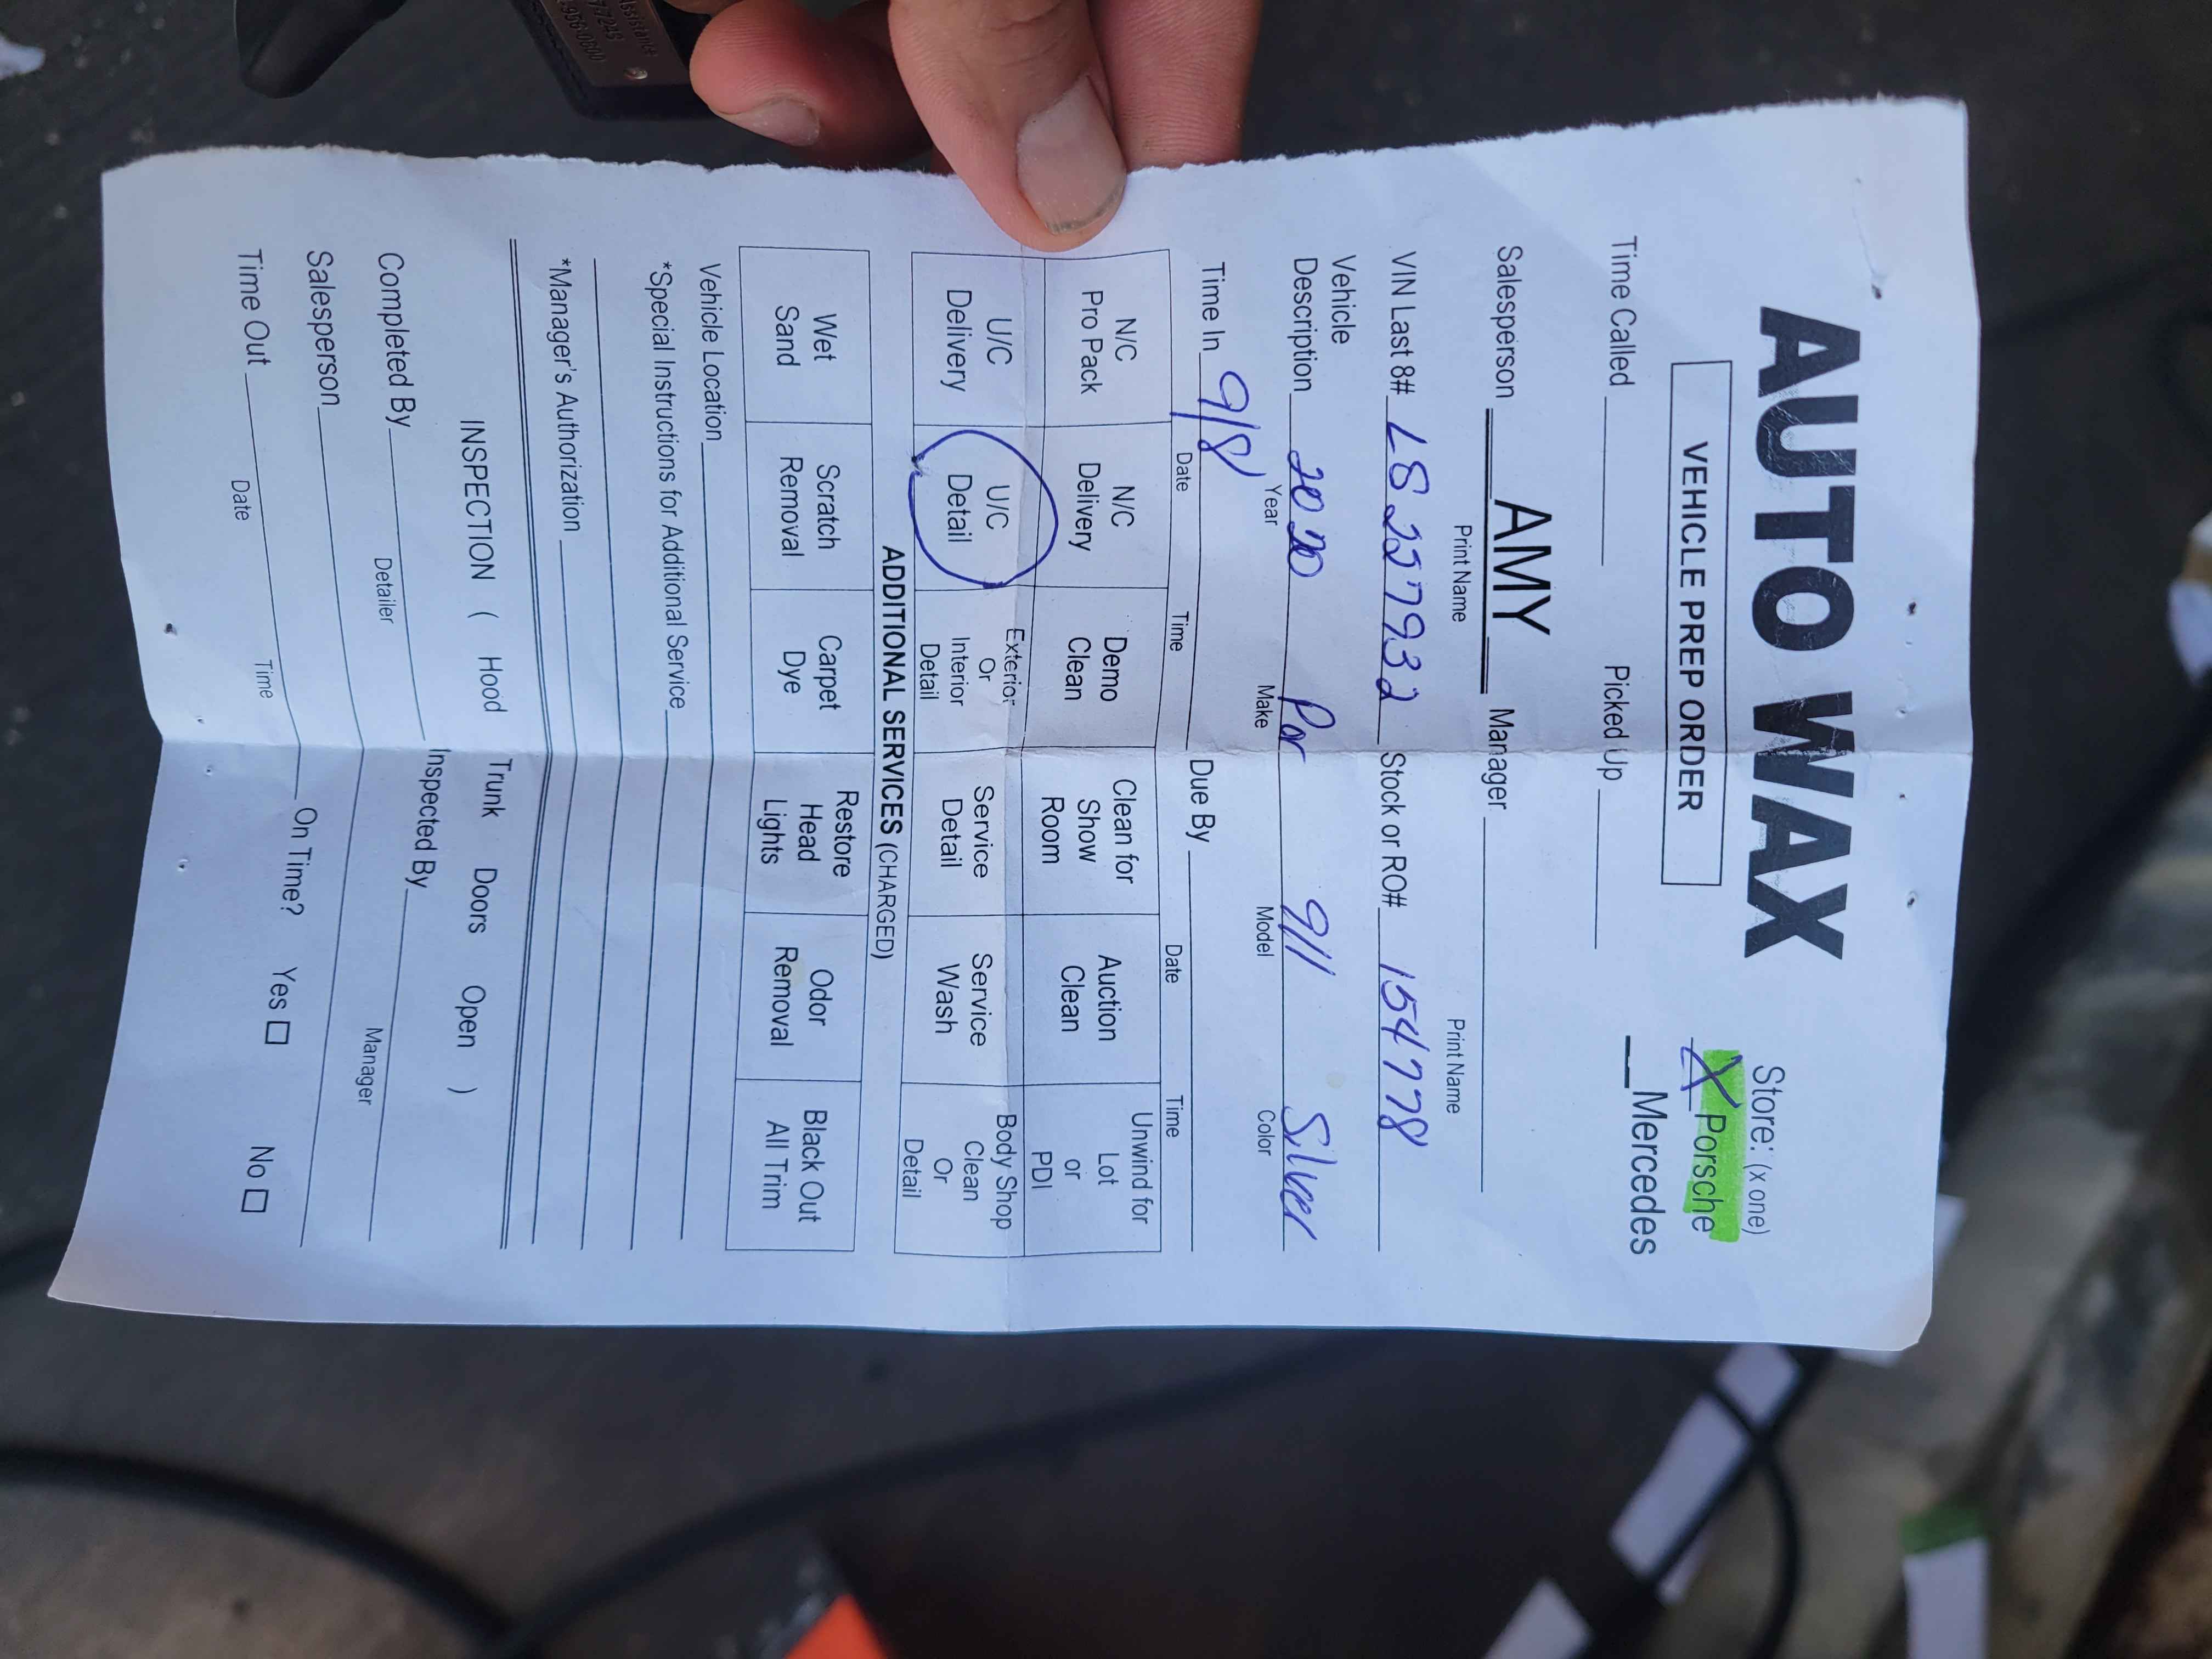 AUTO WAX
Store: (x one)
VEHICLE PREP ORDER
X Porsche
Mercedes
Time Called Picked Up
Salesperson AMY Manager
Print Name Print Name
VIN Last 8# LS227932 Stock or RO# 154778
Vehicle
Description 2020 Por 911 Silver
Year Make Model Color
Time In 9/8 Due By
Date Time Date Time
N/C Pro Pack
N/C Delivery
Demo Clean
Clean for Show Room
Auction Clean
Unwind for Lot or PDI
U/C Delivery
U/C Detail
Exterior Or Interior Detail
Service Detail
Service Wash
Body Shop Clean Or Detail
ADDITIONAL SERVICES (CHARGED)
Wet Sand
Scratch Removal
Carpet Dye
Restore Head Lights
Odor Removal
Black Out All Trim
Vehicle Location
*Special Instructions for Additional Service
*Manager's Authorization
INSPECTION ( Hood Trunk Doors Open )
Completed By Inspected By
Detailer Manager
Salesperson
Time Out On Time? Yes No
Date Time